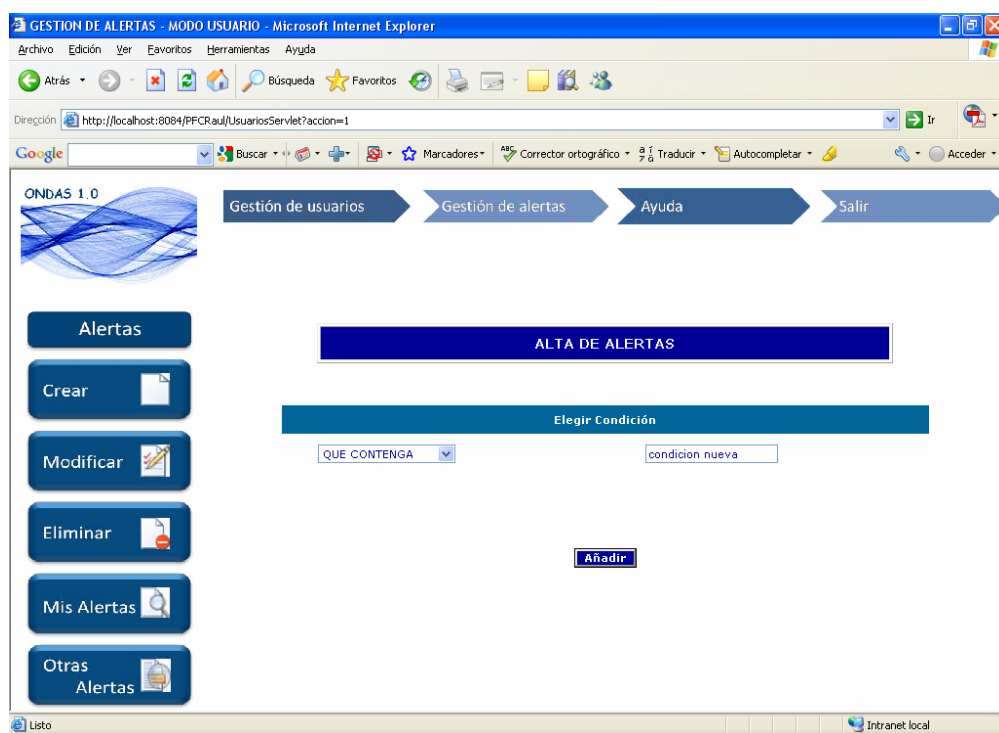 GESTION DE ALERTAS - MODO USUARIO - Microsoft Internet Explorer
Archivo Edición Ver Favoritos Herramientas Ayuda
Atrás Búsqueda Favoritos
Dirección http://localhost:8084/PFCRaul/UsuariosServlet?accion=1 Ir
Google Buscar Marcadores ABC Corrector ortográfico Traducir Autocompletar Acceder
ONDAS 1.0
Gestión de usuarios Gestión de alertas Ayuda Salir
Alertas
ALTA DE ALERTAS
Crear
Elegir Condición
QUE CONTENGA condicion nueva
Modificar
Eliminar
Añadir
Mis Alertas
Otras
Alertas
Listo Intranet local